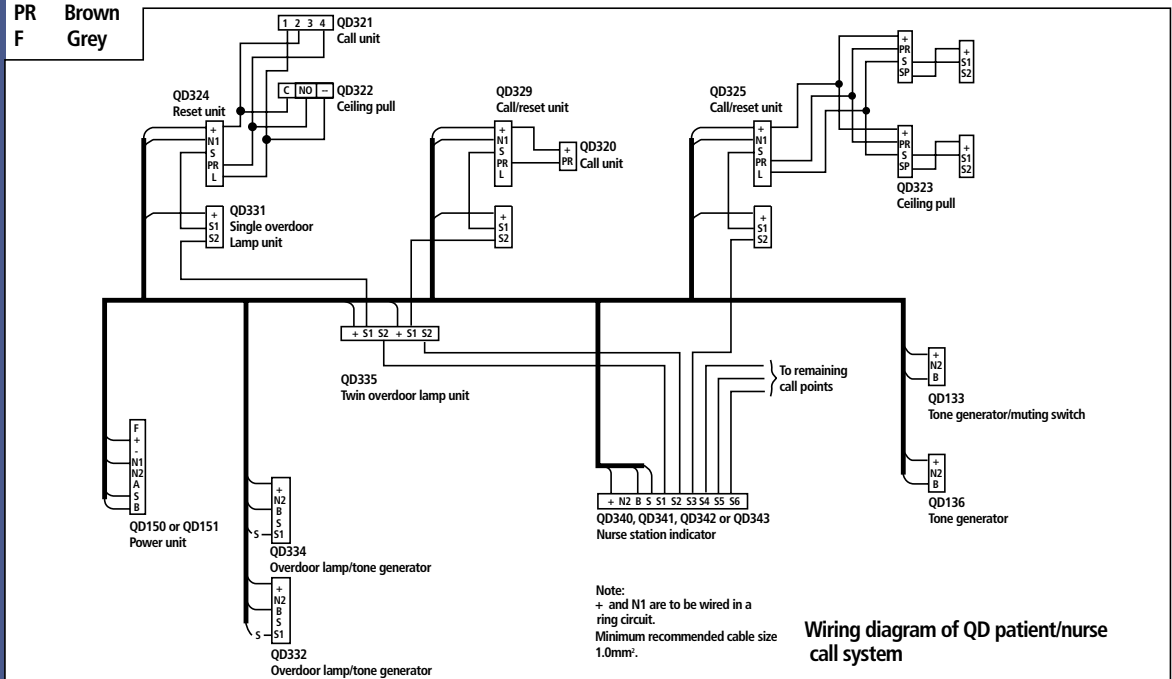 PR Brown
F Grey
1 2 3 4
QD321
Call unit
C NO –
QD322
Ceiling pull
QD324
Reset unit
+
N1
S
PR
L
QD331
Single overdoor
Lamp unit
+
S1
S2
QD329
Call/reset unit
+
N1
S
PR
L
+
PR
QD320
Call unit
+
S1
S2
QD325
Call/reset unit
+
N1
S
PR
L
+
S1
S2
+
PR
S
SP
+
S1
S2
+
PR
S
SP
+
S1
S2
QD323
Ceiling pull
+ S1 S2 + S1 S2
QD335
Twin overdoor lamp unit
To remaining
call points
+
N2
B
QD133
Tone generator/muting switch
+
N2
B
QD136
Tone generator
F
+
-
N1
N2
A
S
B
QD150 or QD151
Power unit
+
N2
B
S
S S1
QD334
Overdoor lamp/tone generator
+
N2
B
S
S S1
QD332
Overdoor lamp/tone generator
+ N2 B S S1 S2 S3 S4 S5 S6
QD340, QD341, QD342 or QD343
Nurse station indicator
Note:
+ and N1 are to be wired in a
ring circuit.
Minimum recommended cable size
1.0mm².
Wiring diagram of QD patient/nurse
call system